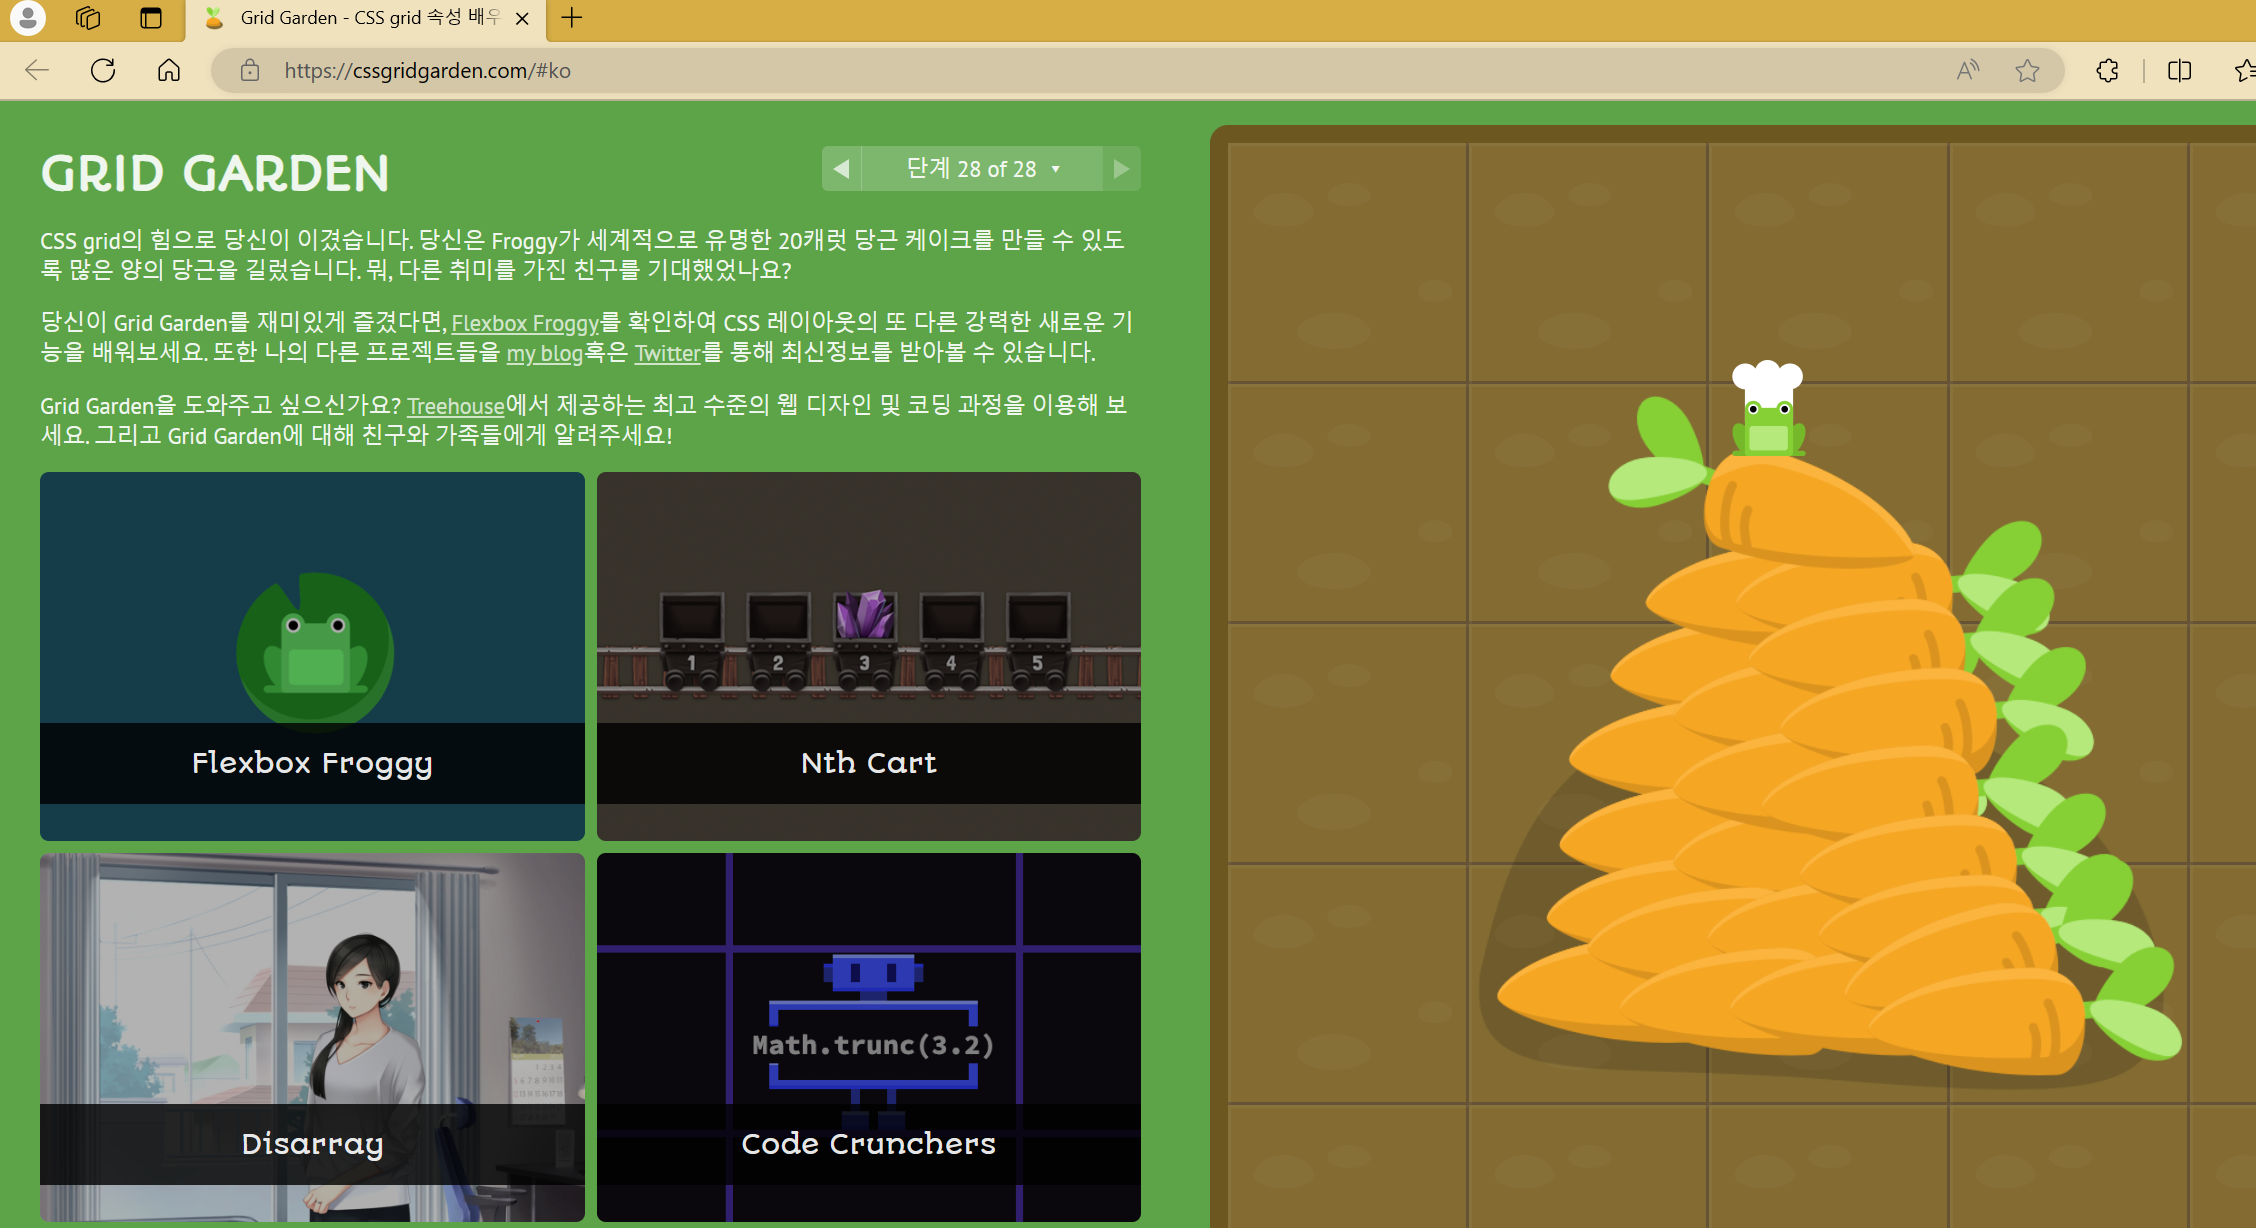 Grid Garden - CSS grid 속성 배우
https://cssgridgarden.com/#ko
GRID GARDEN
단계 28 of 28
CSS grid의 힘으로 당신이 이겼습니다. 당신은 Froggy가 세계적으로 유명한 20캐럿 당근 케이크를 만들 수 있도
록 많은 양의 당근을 길렀습니다. 뭐, 다른 취미를 가진 친구를 기대했었나요?
당신이 Grid Garden를 재미있게 즐겼다면, Flexbox Froggy를 확인하여 CSS 레이아웃의 또 다른 강력한 새로운 기
능을 배워보세요. 또한 나의 다른 프로젝트들을 my blog혹은 Twitter를 통해 최신정보를 받아볼 수 있습니다.
Grid Garden을 도와주고 싶으신가요? Treehouse에서 제공하는 최고 수준의 웹 디자인 및 코딩 과정을 이용해 보
세요. 그리고 Grid Garden에 대해 친구와 가족들에게 알려주세요!
1 2 3 4 5
Flexbox Froggy
Nth Cart
Math.trunc(3.2)
Disarray
Code Crunchers